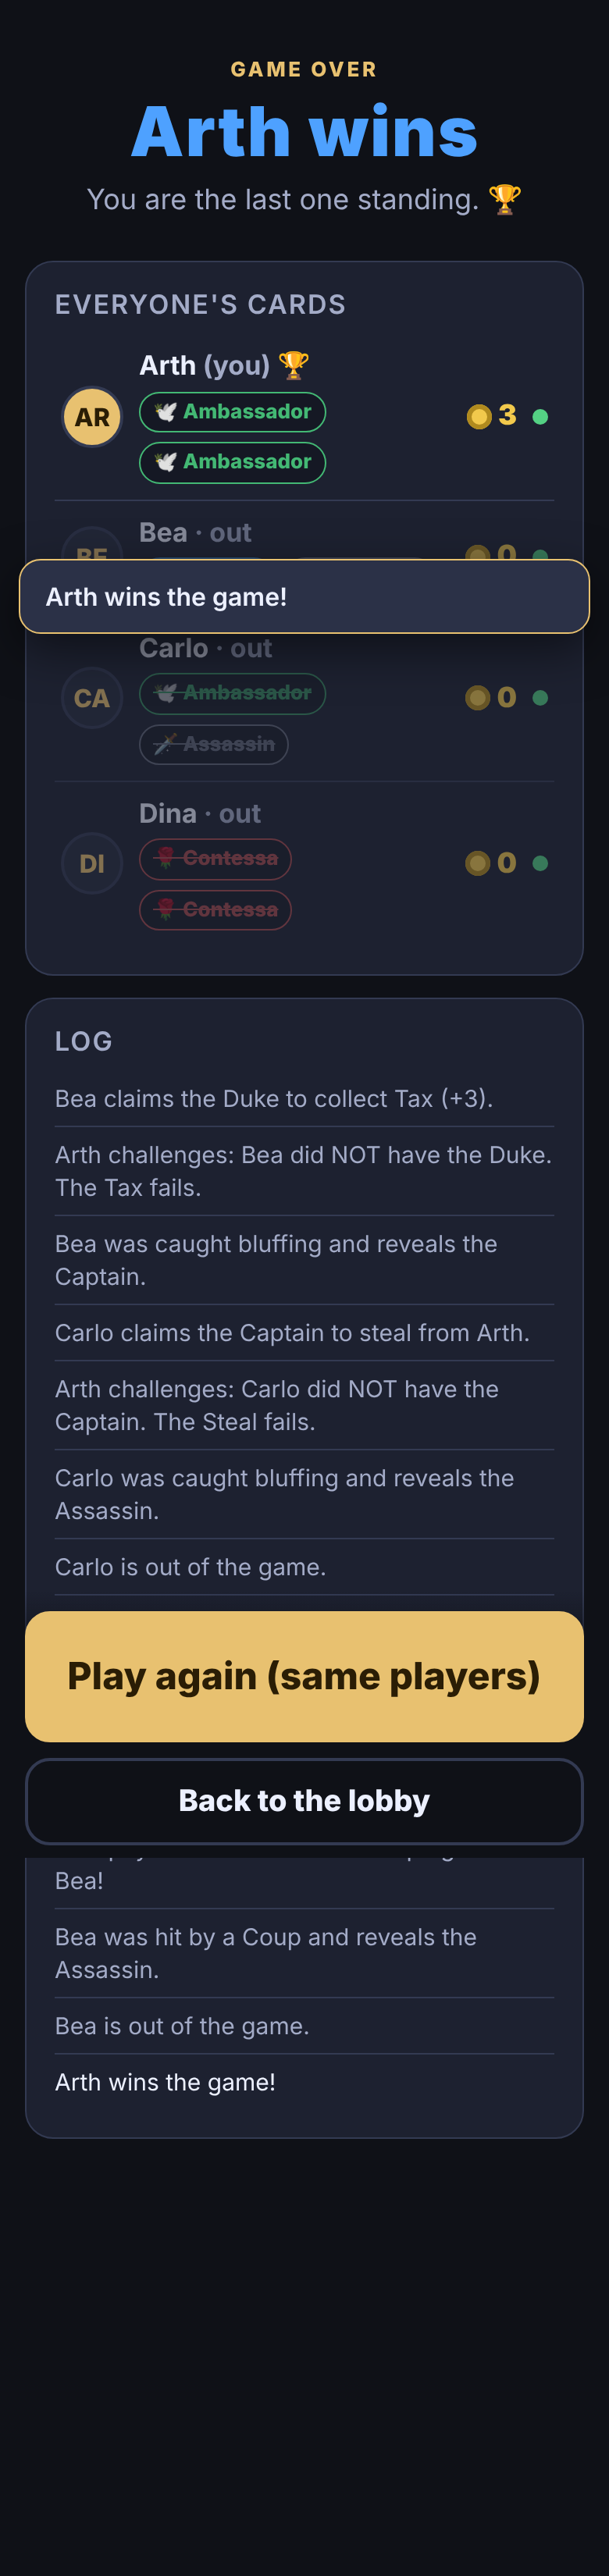 GAME OVER
Arth wins
You are the last one standing. 🏆
EVERYONE'S CARDS
AR
Arth (you) 🏆
🕊️ Ambassador
🕊️ Ambassador
3
Bea · out
Arth wins the game!
Carlo · out
CA
🕊️ Ambassador
🗡️ Assassin
0
Dina · out
DI
🌹 Contessa
🌹 Contessa
0
LOG
Bea claims the Duke to collect Tax (+3).
Arth challenges: Bea did NOT have the Duke.
The Tax fails.
Bea was caught bluffing and reveals the
Captain.
Carlo claims the Captain to steal from Arth.
Arth challenges: Carlo did NOT have the
Captain. The Steal fails.
Carlo was caught bluffing and reveals the
Assassin.
Carlo is out of the game.
Play again (same players)
Back to the lobby
Bea!
Bea was hit by a Coup and reveals the
Assassin.
Bea is out of the game.
Arth wins the game!